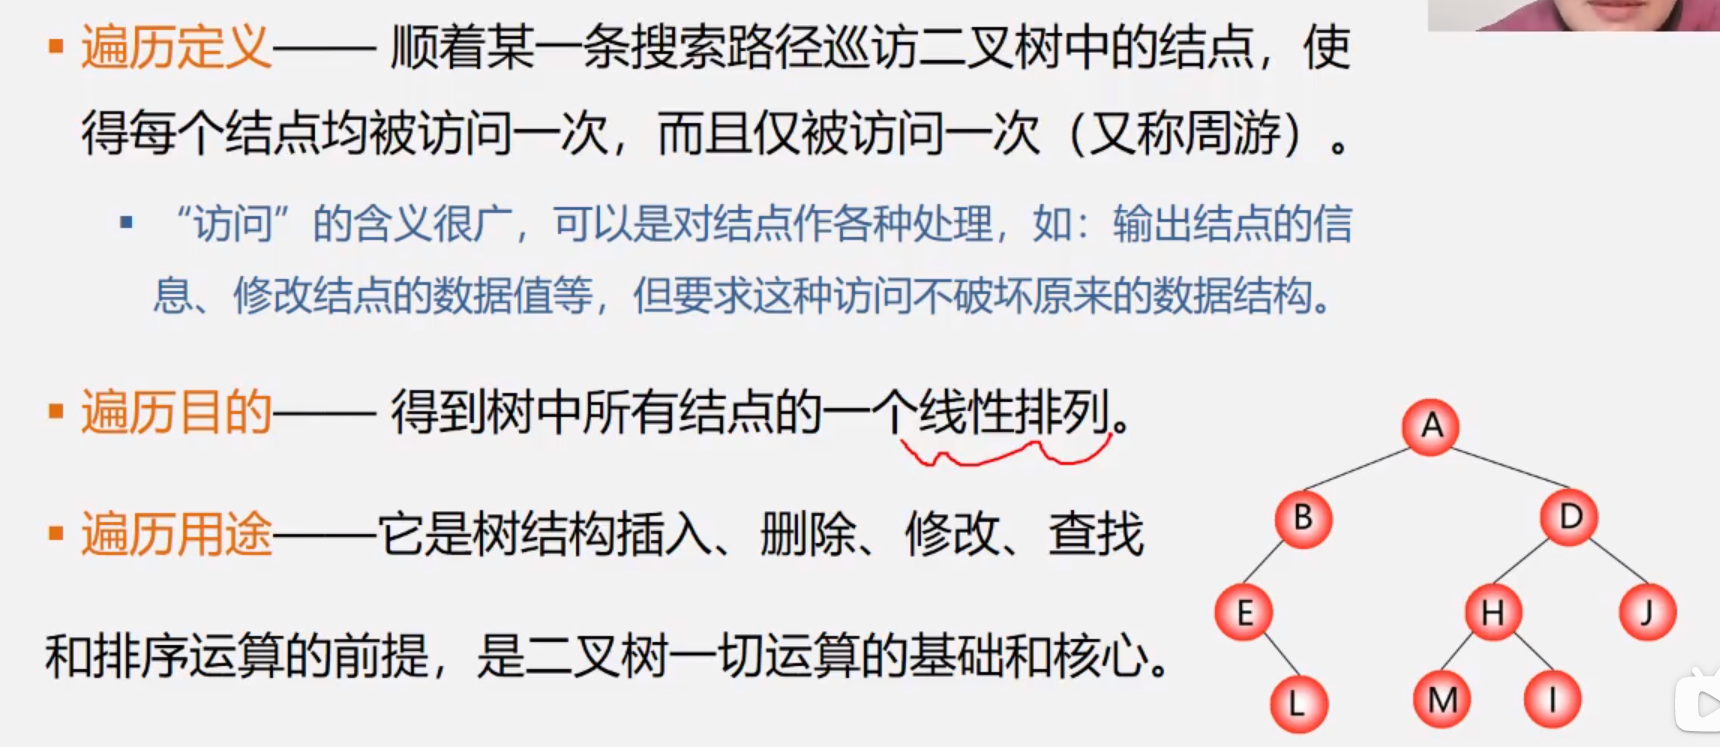 遍历定义—— 顺着某一条搜索路径巡访二叉树中的结点，使
得每个结点均被访问一次，而且仅被访问一次（又称周游）。
“访问”的含义很广，可以是对结点作各种处理，如：输出结点的信
息、修改结点的数据值等，但要求这种访问不破坏原来的数据结构。
遍历目的—— 得到树中所有结点的一个线性排列。
遍历用途——它是树结构插入、删除、修改、查找
和排序运算的前提，是二叉树一切运算的基础和核心。
A
B D
E H J
L M I